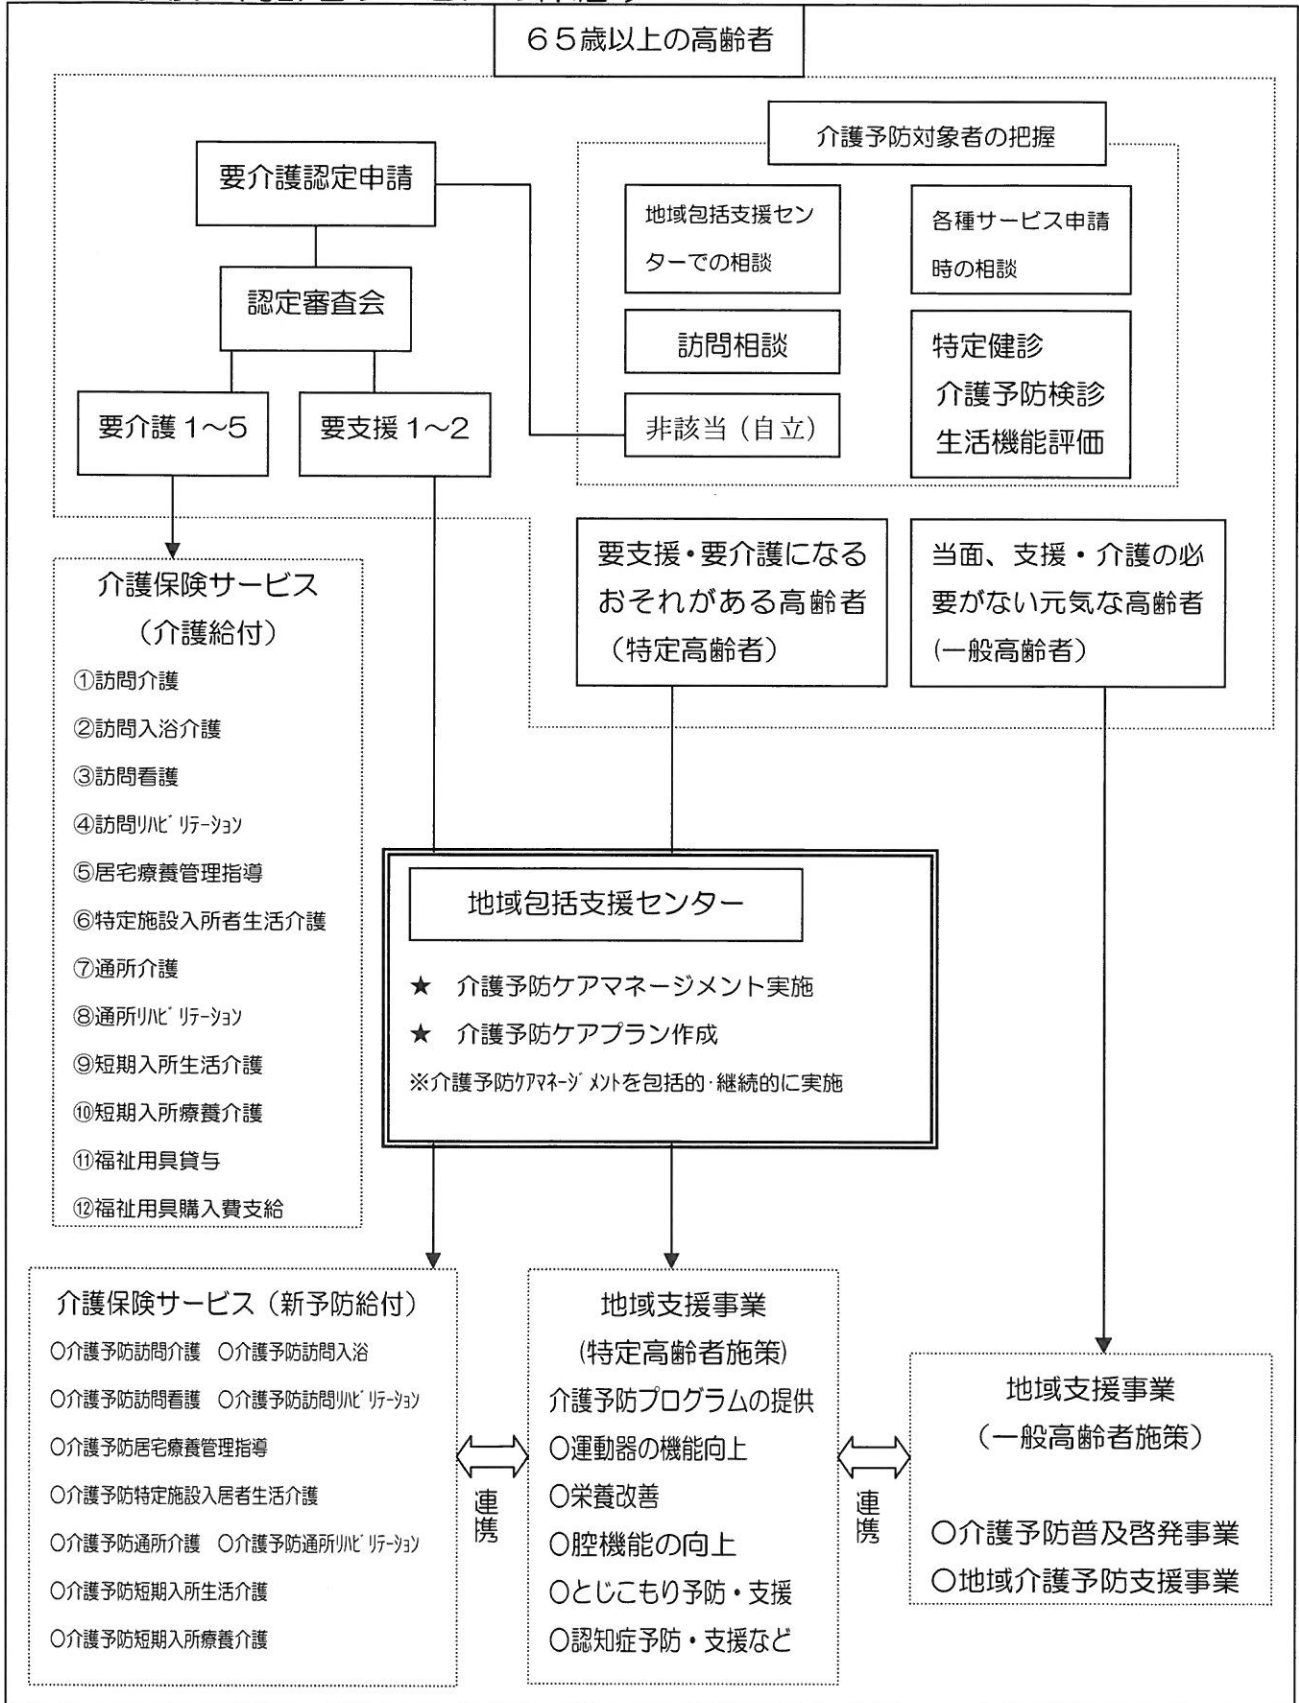 65歳以上の高齢者
介護予防対象者の把握
要介護認定申請
地域包括支援セン
ターでの相談
各種サービス申請
時の相談
認定審査会
訪問相談
特定健診
介護予防検診
生活機能評価
要介護1～5
要支援1～2
非該当(自立)
要支援・要介護になる
おそれがある高齢者
(特定高齢者)
当面、支援・介護の必
要がない元気な高齢者
(一般高齢者)
介護保険サービス
(介護給付)
①訪問介護
②訪問入浴介護
③訪問看護
④訪問ﾘﾊﾋﾞﾘﾃｰｼｮﾝ
⑤居宅療養管理指導
⑥特定施設入所者生活介護
⑦通所介護
⑧通所ﾘﾊﾋﾞﾘﾃｰｼｮﾝ
⑨短期入所生活介護
⑩短期入所療養介護
⑪福祉用具貸与
⑫福祉用具購入費支給
地域包括支援センター
★ 介護予防ケアマネージメント実施
★ 介護予防ケアプラン作成
※介護予防ｹｱﾏﾈｰｼﾞﾒﾝﾄを包括的･継続的に実施
介護保険サービス(新予防給付)
○介護予防訪問介護 ○介護予防訪問入浴
○介護予防訪問看護 ○介護予防訪問ﾘﾊﾋﾞﾘﾃｰｼｮﾝ
○介護予防居宅療養管理指導
○介護予防特定施設入居者生活介護
○介護予防通所介護 ○介護予防通所ﾘﾊﾋﾞﾘﾃｰｼｮﾝ
○介護予防短期入所生活介護
○介護予防短期入所療養介護
連携
地域支援事業
(特定高齢者施策)
介護予防プログラムの提供
○運動器の機能向上
○栄養改善
○腔機能の向上
○とじこもり予防・支援
○認知症予防・支援など
連携
地域支援事業
(一般高齢者施策)
○介護予防普及啓発事業
○地域介護予防支援事業